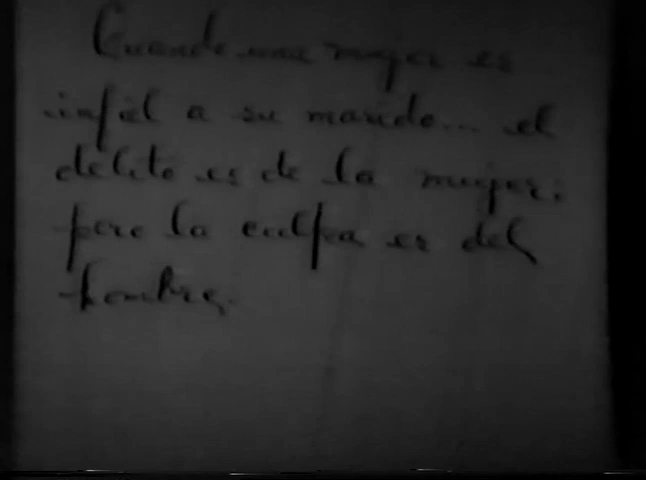 Cuando una mujer es
infiel a su marido... el
delito es de la mujer;
pero la culpa es del
hombre.